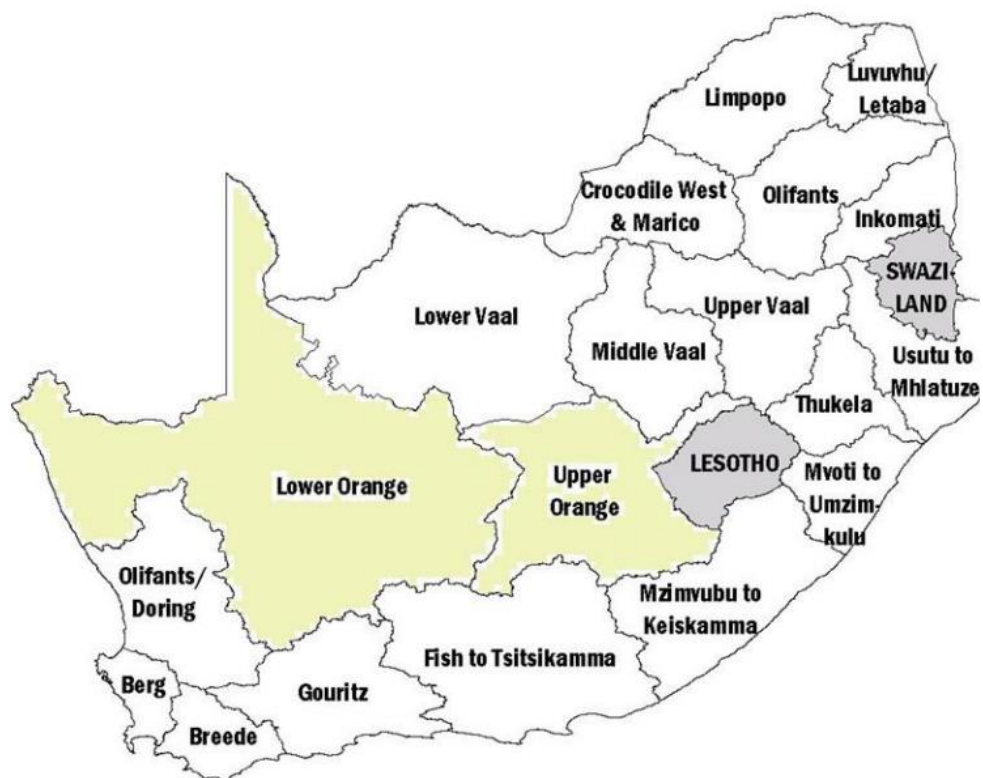 Limpopo
Luvuvhu/
Letaba
Crocodile West
& Marico
Olifants
Inkomati
SWAZI-
LAND
Lower Vaal
Upper Vaal
Middle Vaal
Usutu to
Mhlatuze
Thukela
Lower Orange
Upper
Orange
LESOTHO
Mvoti to
Umzim-
kulu
Olifants/
Doring
Mzimvubu to
Keiskamma
Fish to Tsitsikamma
Berg
Gouritz
Breede